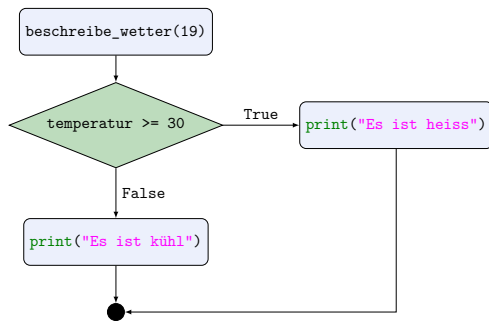 beschreibe_wetter(19)
temperatur >= 30
True
print("Es ist heiss")
False
print("Es ist kühl")